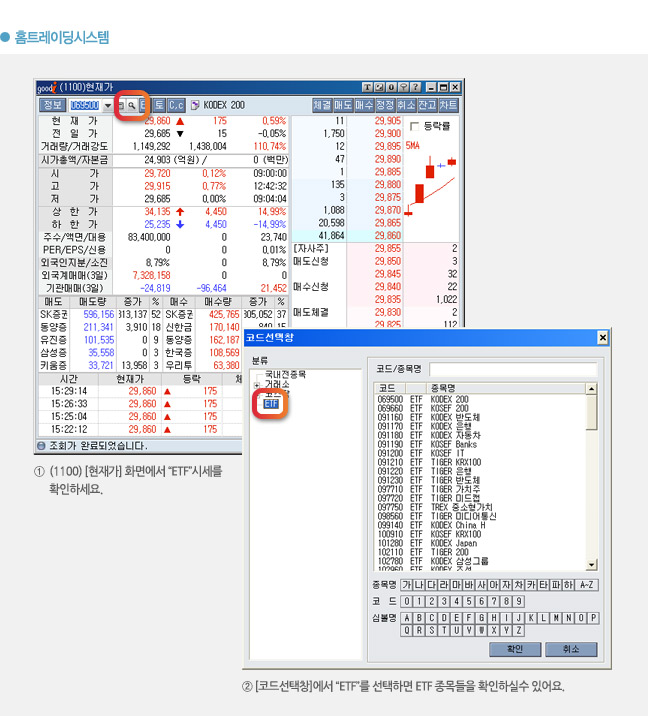 홈트레이딩시스템
good (1100)현재가
정보 069500 토 C,c KODEX 200 체결 매도 매수 정정 취소 잔고 차트
현 재 가 29,860 ▲ 175 0,59%
전 일 가 29,685 ▼ 15 -0,05%
거래량/거래강도 1,149,292 1,438,004 110,74%
시가총액/자본금 24,903 (억원) / 0 (백만)
시 가 29,720 0,12% 09:00:00
고 가 29,915 0,77% 12:42:32
저 가 29,685 0,00% 09:04:04
상 한 가 34,135 ↑ 4,450 14,99%
하 한 가 25,235 ↓ 4,450 -14,99%
주수/액면/대용 83,400,000 0 23,740
PER/EPS/신용 0 0,01%
외국인지분/소진 8,79% 0 8,79%
외국계매매(3일) 7,328,158 0 0
기관매매(3일) -24,819 -96,464 21,452
11 29,905
1,750 29,900
12 29,895
47 29,890
1 29,885
135 29,880
3 29,875
1,088 29,870
20,598 29,865
41,864 29,860
등락률
5MA
[자사주] 29,855 2
매도신청 29,850 3
29,845 32
매수신청 29,840 22
29,835 1,022
매도체결 29,830 2
29,825 112
매도 매도량 증가 % 매수 매수량 증가 %
SK증권 596,156 313,137 52 SK증권 425,765 305,052 37
동양증 211,341 3,910 18 신한금 170,140 840 15
유진증 101,535 0 9 동양증 162,187
삼성증 35,558 0 3 한국증 108,569
키움증 33,721 13,958 3 우리투 63,380
시간 현재가 등락
15:29:14 29,860 ▲ 175
15:26:33 29,860 ▲ 175
15:25:04 29,860 ▲ 175
15:22:12 29,860 ▲ 175
조회가 완료되었습니다.
① (1100) [현재가] 화면에서 “ETF”시세를
확인하세요.
코드선택창
분류
국내전종목
거래소
ETF
코드/종목명
코드 종목명
069500 ETF KODEX 200
069660 ETF KOSEF 200
091160 ETF KODEX 반도체
091170 ETF KODEX 은행
091180 ETF KODEX 자동차
091190 ETF KOSEF Banks
091200 ETF KOSEF IT
091210 ETF TIGER KRX100
091220 ETF TIGER 은행
091230 ETF TIGER 반도체
097710 ETF TIGER 가치주
097720 ETF TIGER 미드캡
097750 ETF TREX 중소형가치
098560 ETF TIGER 미디어통신
099140 ETF KODEX China H
100910 ETF KOSEF KRX100
101280 ETF KODEX Japan
102110 ETF TIGER 200
102780 ETF KODEX 삼성그룹
102960 ETF KODEX 조선
종목명 가 나 다 라 마 바 사 아 자 차 카 타 파 하 A~Z
코 드 0 1 2 3 4 5 6 7 8 9
심볼명 A B C D E F G H I J K L M N O P
Q R S T U V W X Y Z
확인 취소
② [코드선택창]에서 “ETF”를 선택하면 ETF 종목들을 확인하실수 있어요.